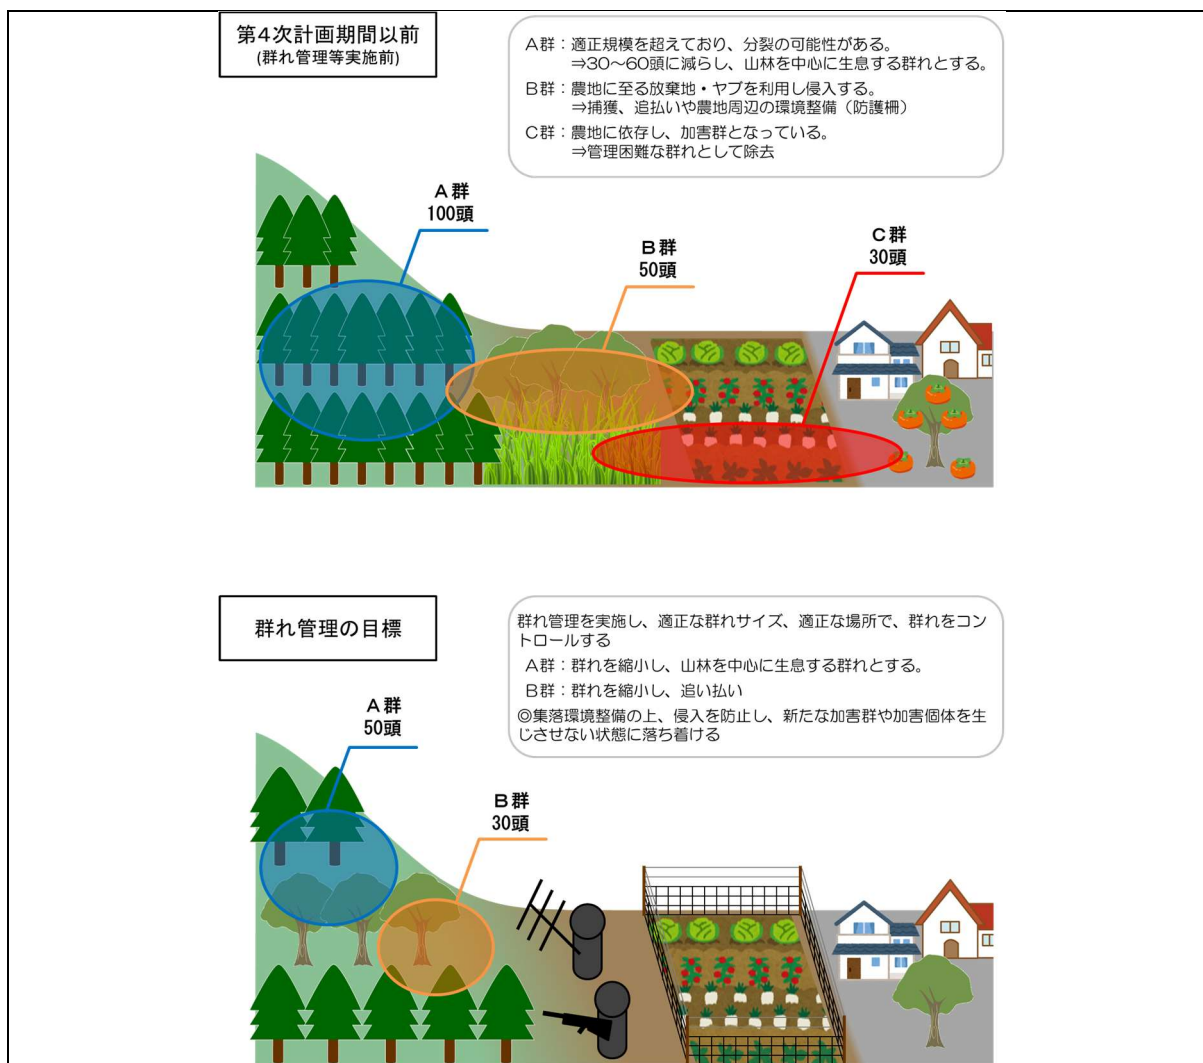 第4次計画期間以前
(群れ管理等実施前)
A群：適正規模を超えており、分裂の可能性がある。
⇒30～60頭に減らし、山林を中心に生息する群れとする。
B群：農地に至る放棄地・ヤブを利用し侵入する。
⇒捕獲、追払いや農地周辺の環境整備（防護柵）
C群：農地に依存し、加害群となっている。
⇒管理困難な群れとして除去
A群
100頭
B群
50頭
C群
30頭
群れ管理の目標
群れ管理を実施し、適正な群れサイズ、適正な場所で、群れをコン
トロールする
A群：群れを縮小し、山林を中心に生息する群れとする。
B群：群れを縮小し、追い払い
◎集落環境整備の上、侵入を防止し、新たな加害群や加害個体を生
じさせない状態に落ち着ける
A群
50頭
B群
30頭